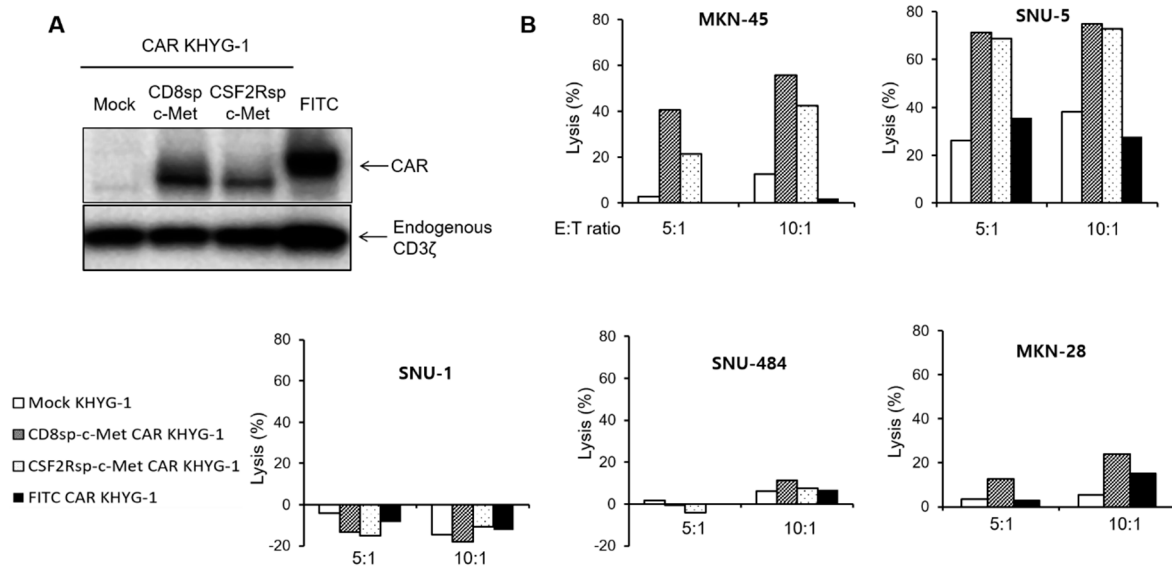 A
CAR KHYG-1
Mock
CD8sp
c-Met
CSF2Rsp
c-Met
FITC
CAR
Endogenous
CD3ζ
B
MKN-45
Lysis (%)
80
60
40
20
0
E:T ratio
5:1
10:1
SNU-5
Lysis (%)
80
60
40
20
0
5:1
10:1
Mock KHYG-1
CD8sp-c-Met CAR KHYG-1
CSF2Rsp-c-Met CAR KHYG-1
FITC CAR KHYG-1
SNU-1
Lysis (%)
80
60
40
20
0
-20
5:1
10:1
SNU-484
Lysis (%)
80
60
40
20
0
-20
5:1
10:1
MKN-28
Lysis (%)
80
60
40
20
0
5:1
10:1